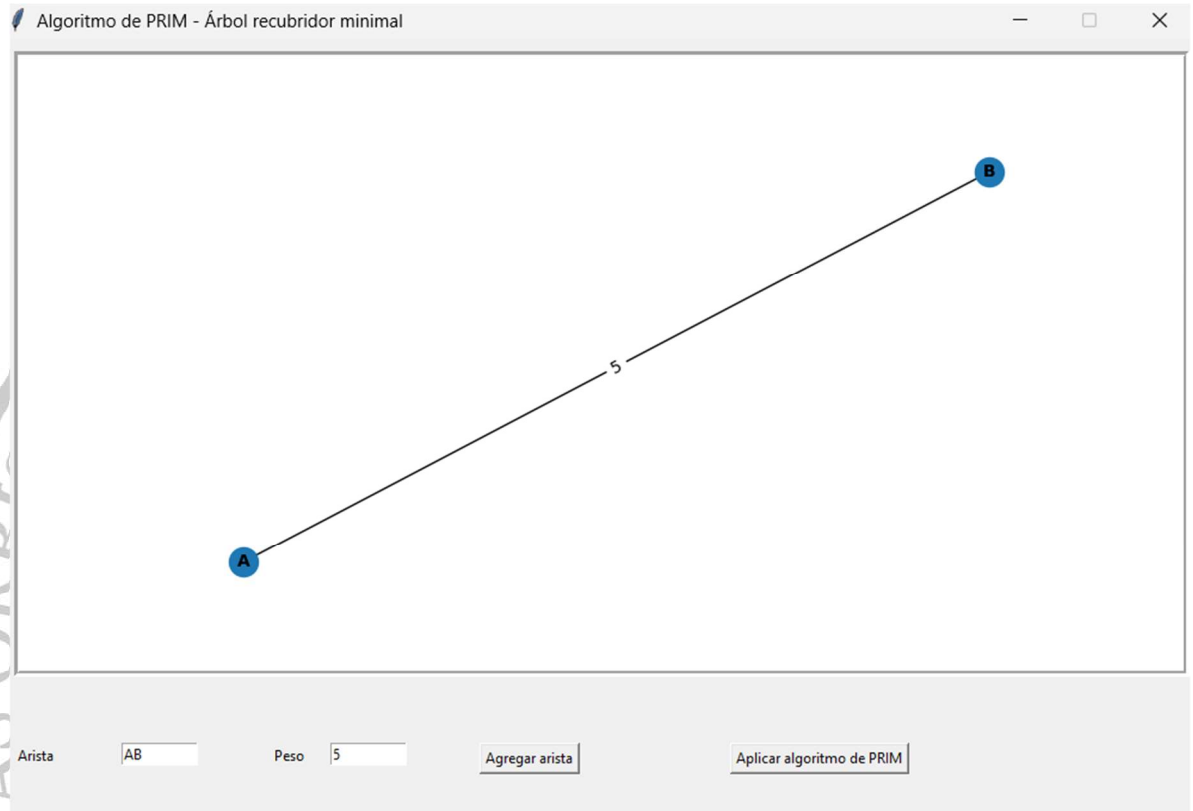 Algoritmo de PRIM - Árbol recubridor minimal
B
5
A
Arista AB Peso 5 Agregar arista Aplicar algoritmo de PRIM